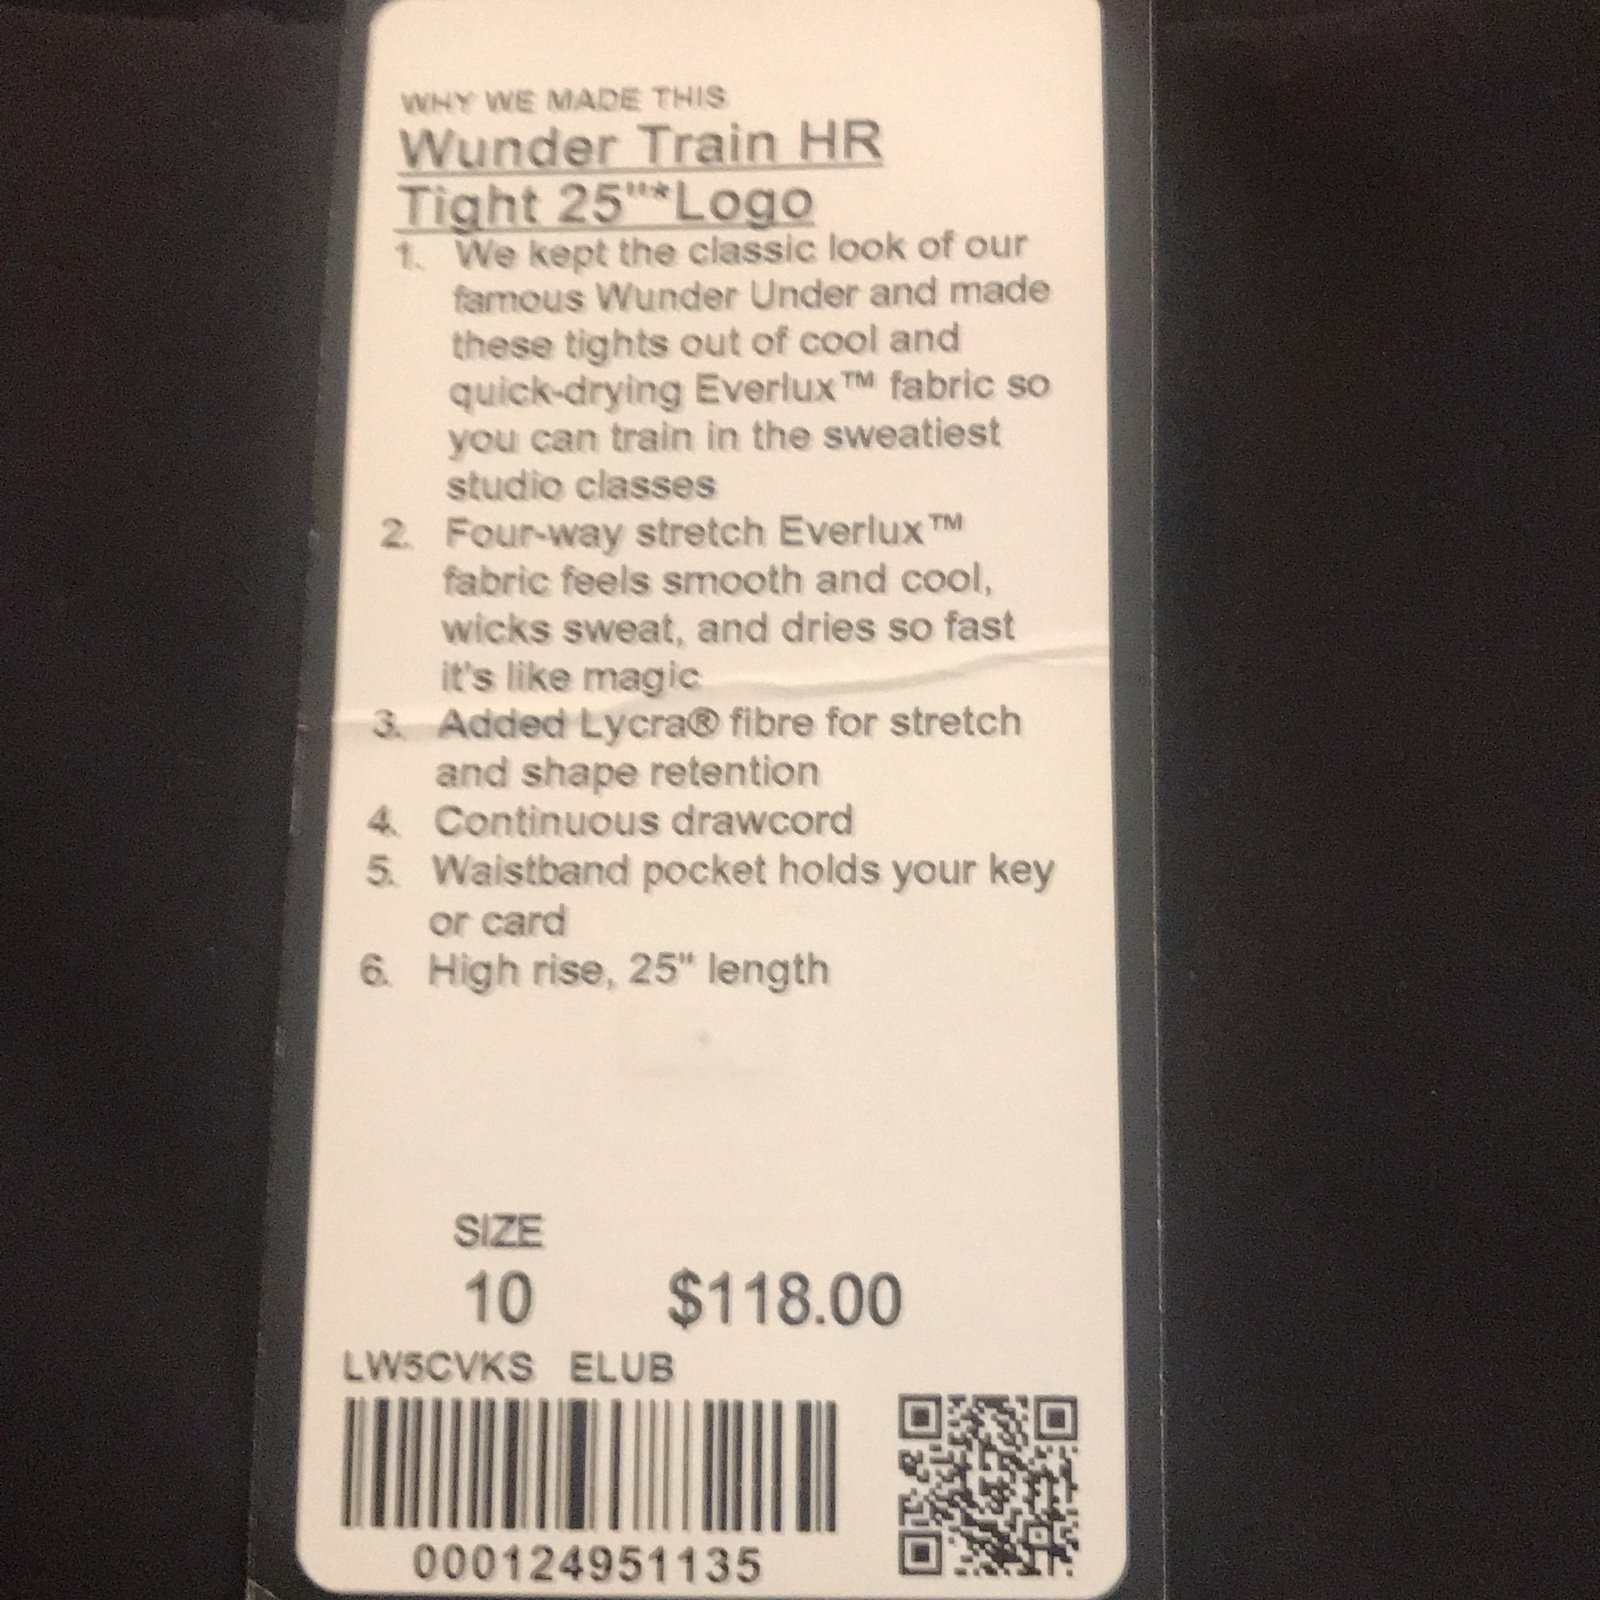 WHY WE MADE THIS
Wunder Train HR
Tight 25"*Logo
1. We kept the classic look of our
famous Wunder Under and made
these tights out of cool and
quick-drying Everlux™ fabric so
you can train in the sweatiest
studio classes
2. Four-way stretch Everlux™
fabric feels smooth and cool,
wicks sweat, and dries so fast
it's like magic
3. Added Lycra® fibre for stretch
and shape retention
4. Continuous drawcord
5. Waistband pocket holds your key
or card
6. High rise, 25" length
SIZE
10 $118.00
LW5CVKS ELUB
000124951135